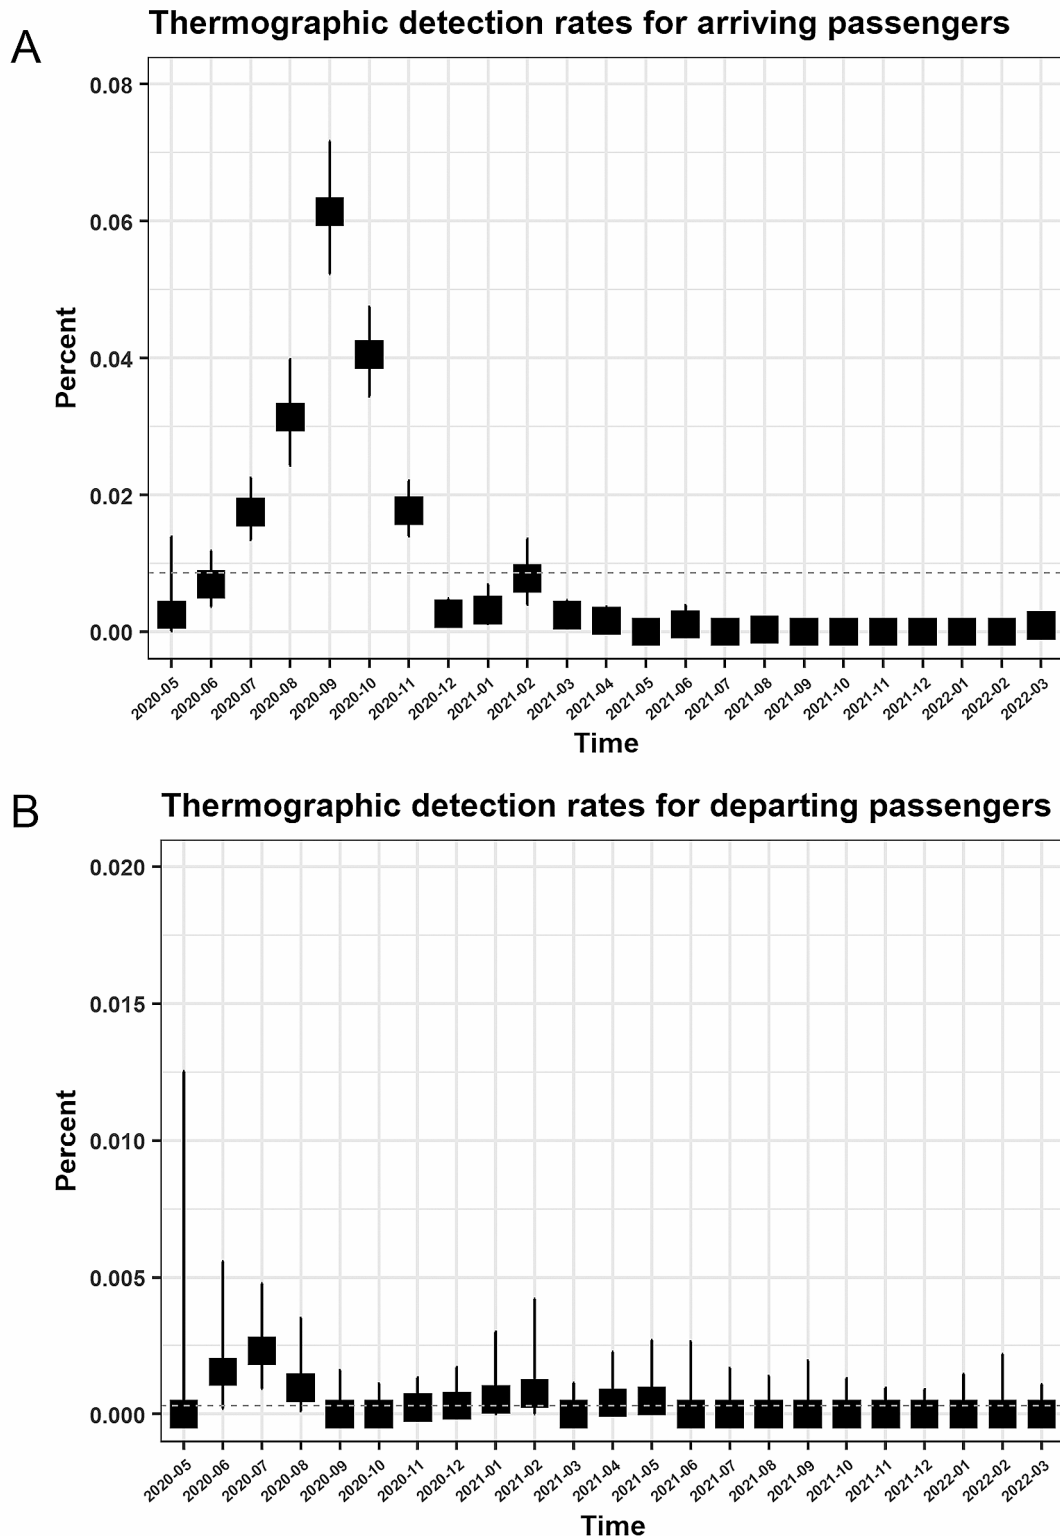 A
Thermographic detection rates for arriving passengers
0.08
0.06
0.04
0.02
0.00
Percent
2020-05 2020-06 2020-07 2020-08 2020-09 2020-10 2020-11 2020-12 2021-01 2021-02 2021-03 2021-04 2021-05 2021-06 2021-07 2021-08 2021-09 2021-10 2021-11 2021-12 2022-01 2022-02 2022-03
Time
B
Thermographic detection rates for departing passengers
0.020
0.015
0.010
0.005
0.000
Percent
2020-05 2020-06 2020-07 2020-08 2020-09 2020-10 2020-11 2020-12 2021-01 2021-02 2021-03 2021-04 2021-05 2021-06 2021-07 2021-08 2021-09 2021-10 2021-11 2021-12 2022-01 2022-02 2022-03
Time